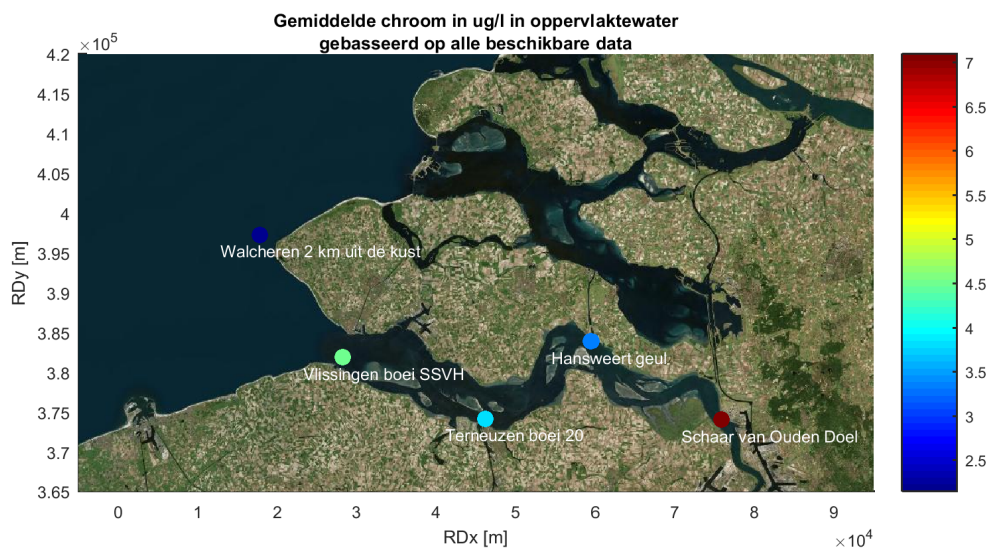 Gemiddelde chroom in ug/l in oppervlaktewater
gebasseerd op alle beschikbare data
×10⁵
4.2
4.15
4.1
4.05
4
3.95
3.9
3.85
3.8
3.75
3.7
3.65
RDy [m]
Walcheren 2 km uit de kust
Vlissingen boei SSVH
Hansweert geul
Terneuzen boei 20
Schaar van Ouden Doel
0 1 2 3 4 5 6 7 8 9
RDx [m]
×10⁴
7
6.5
6
5.5
5
4.5
4
3.5
3
2.5